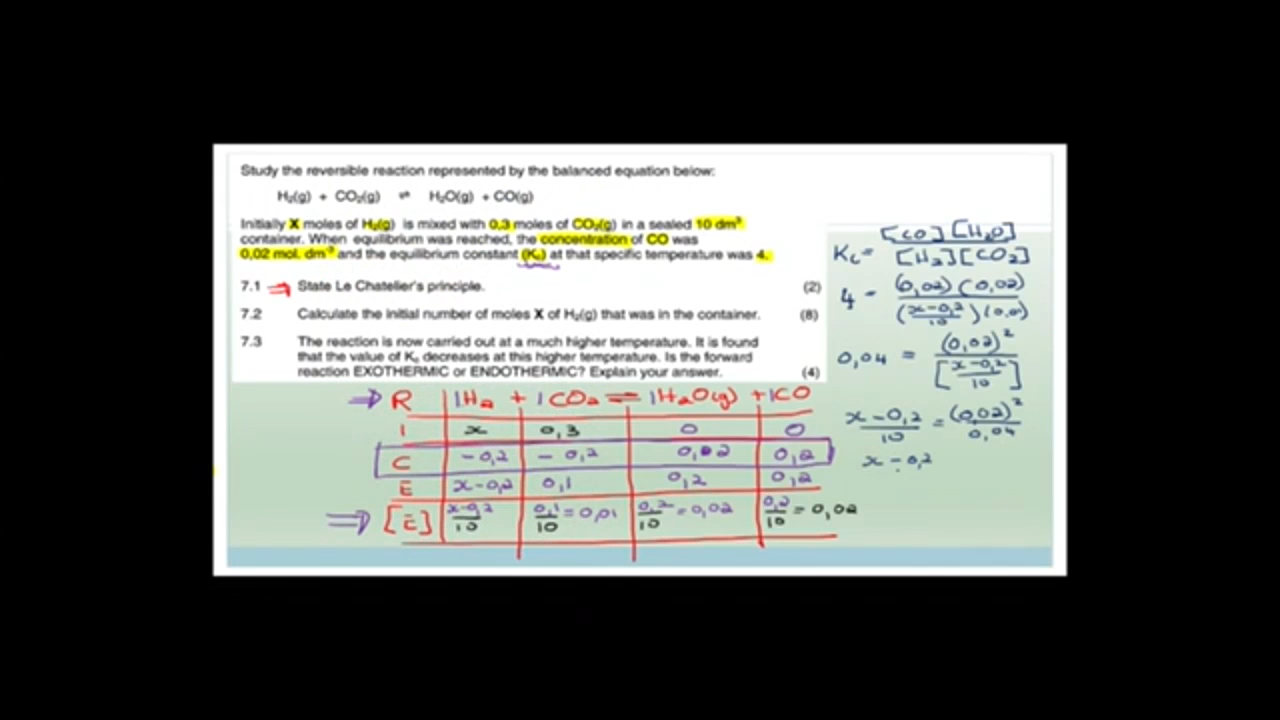 Study the reversible reaction represented by the balanced equation below:
H₂(g) + CO₂(g) ⇌ H₂O(g) + CO(g)
Initially X moles of H₂(g) is mixed with 0,3 moles of CO₂(g) in a sealed 10 dm³
container. When equilibrium was reached, the concentration of CO was
0,02 mol. dm⁻³ and the equilibrium constant (Kc) at that specific temperature was 4.
7.1 State Le Chatelier's principle. (2)
7.2 Calculate the initial number of moles X of H₂(g) that was in the container. (8)
7.3 The reaction is now carried out at a much higher temperature. It is found
that the value of Kc decreases at this higher temperature. Is the forward
reaction EXOTHERMIC or ENDOTHERMIC? Explain your answer. (4)
⇒ R 1H₂ + 1CO₂ ⇌ 1H₂O(g) + 1CO
I x 0,3 0 0
C -0,2 - 0,2 0,2 0,2
E x-0,2 0,1 0,2 0,2
⇒ [E] x-0,2/10 0,1/10 = 0,01 0,2/10 = 0,02 0,2/10 = 0,02
Kc = [CO][H₂O] / [H₂][CO₂]
4 = (0,02)(0,02) / (x-0,2/10)(0,01)
0,04 = (0,02)² / [x-0,2/10]
x-0,2/10 = (0,02)²/0,04
x - 0,2